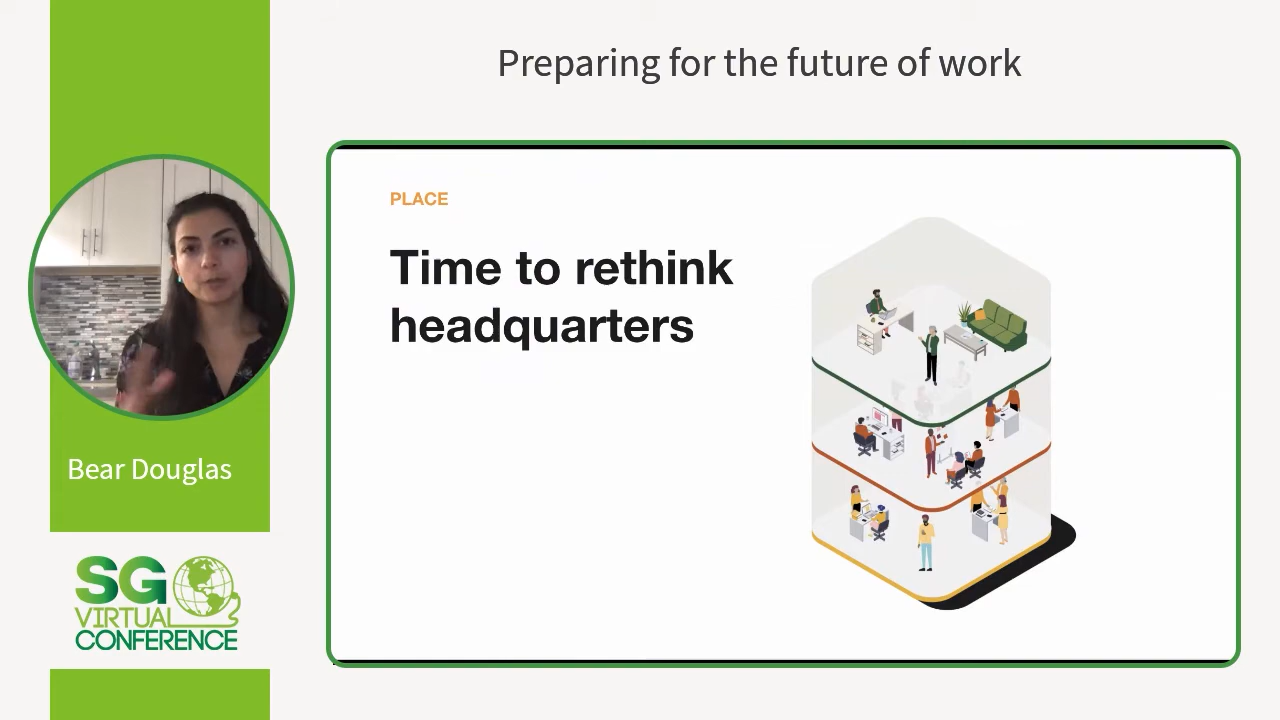 Preparing for the future of work
PLACE
Time to rethink
headquarters
Bear Douglas
SG
VIRTUAL
CONFERENCE